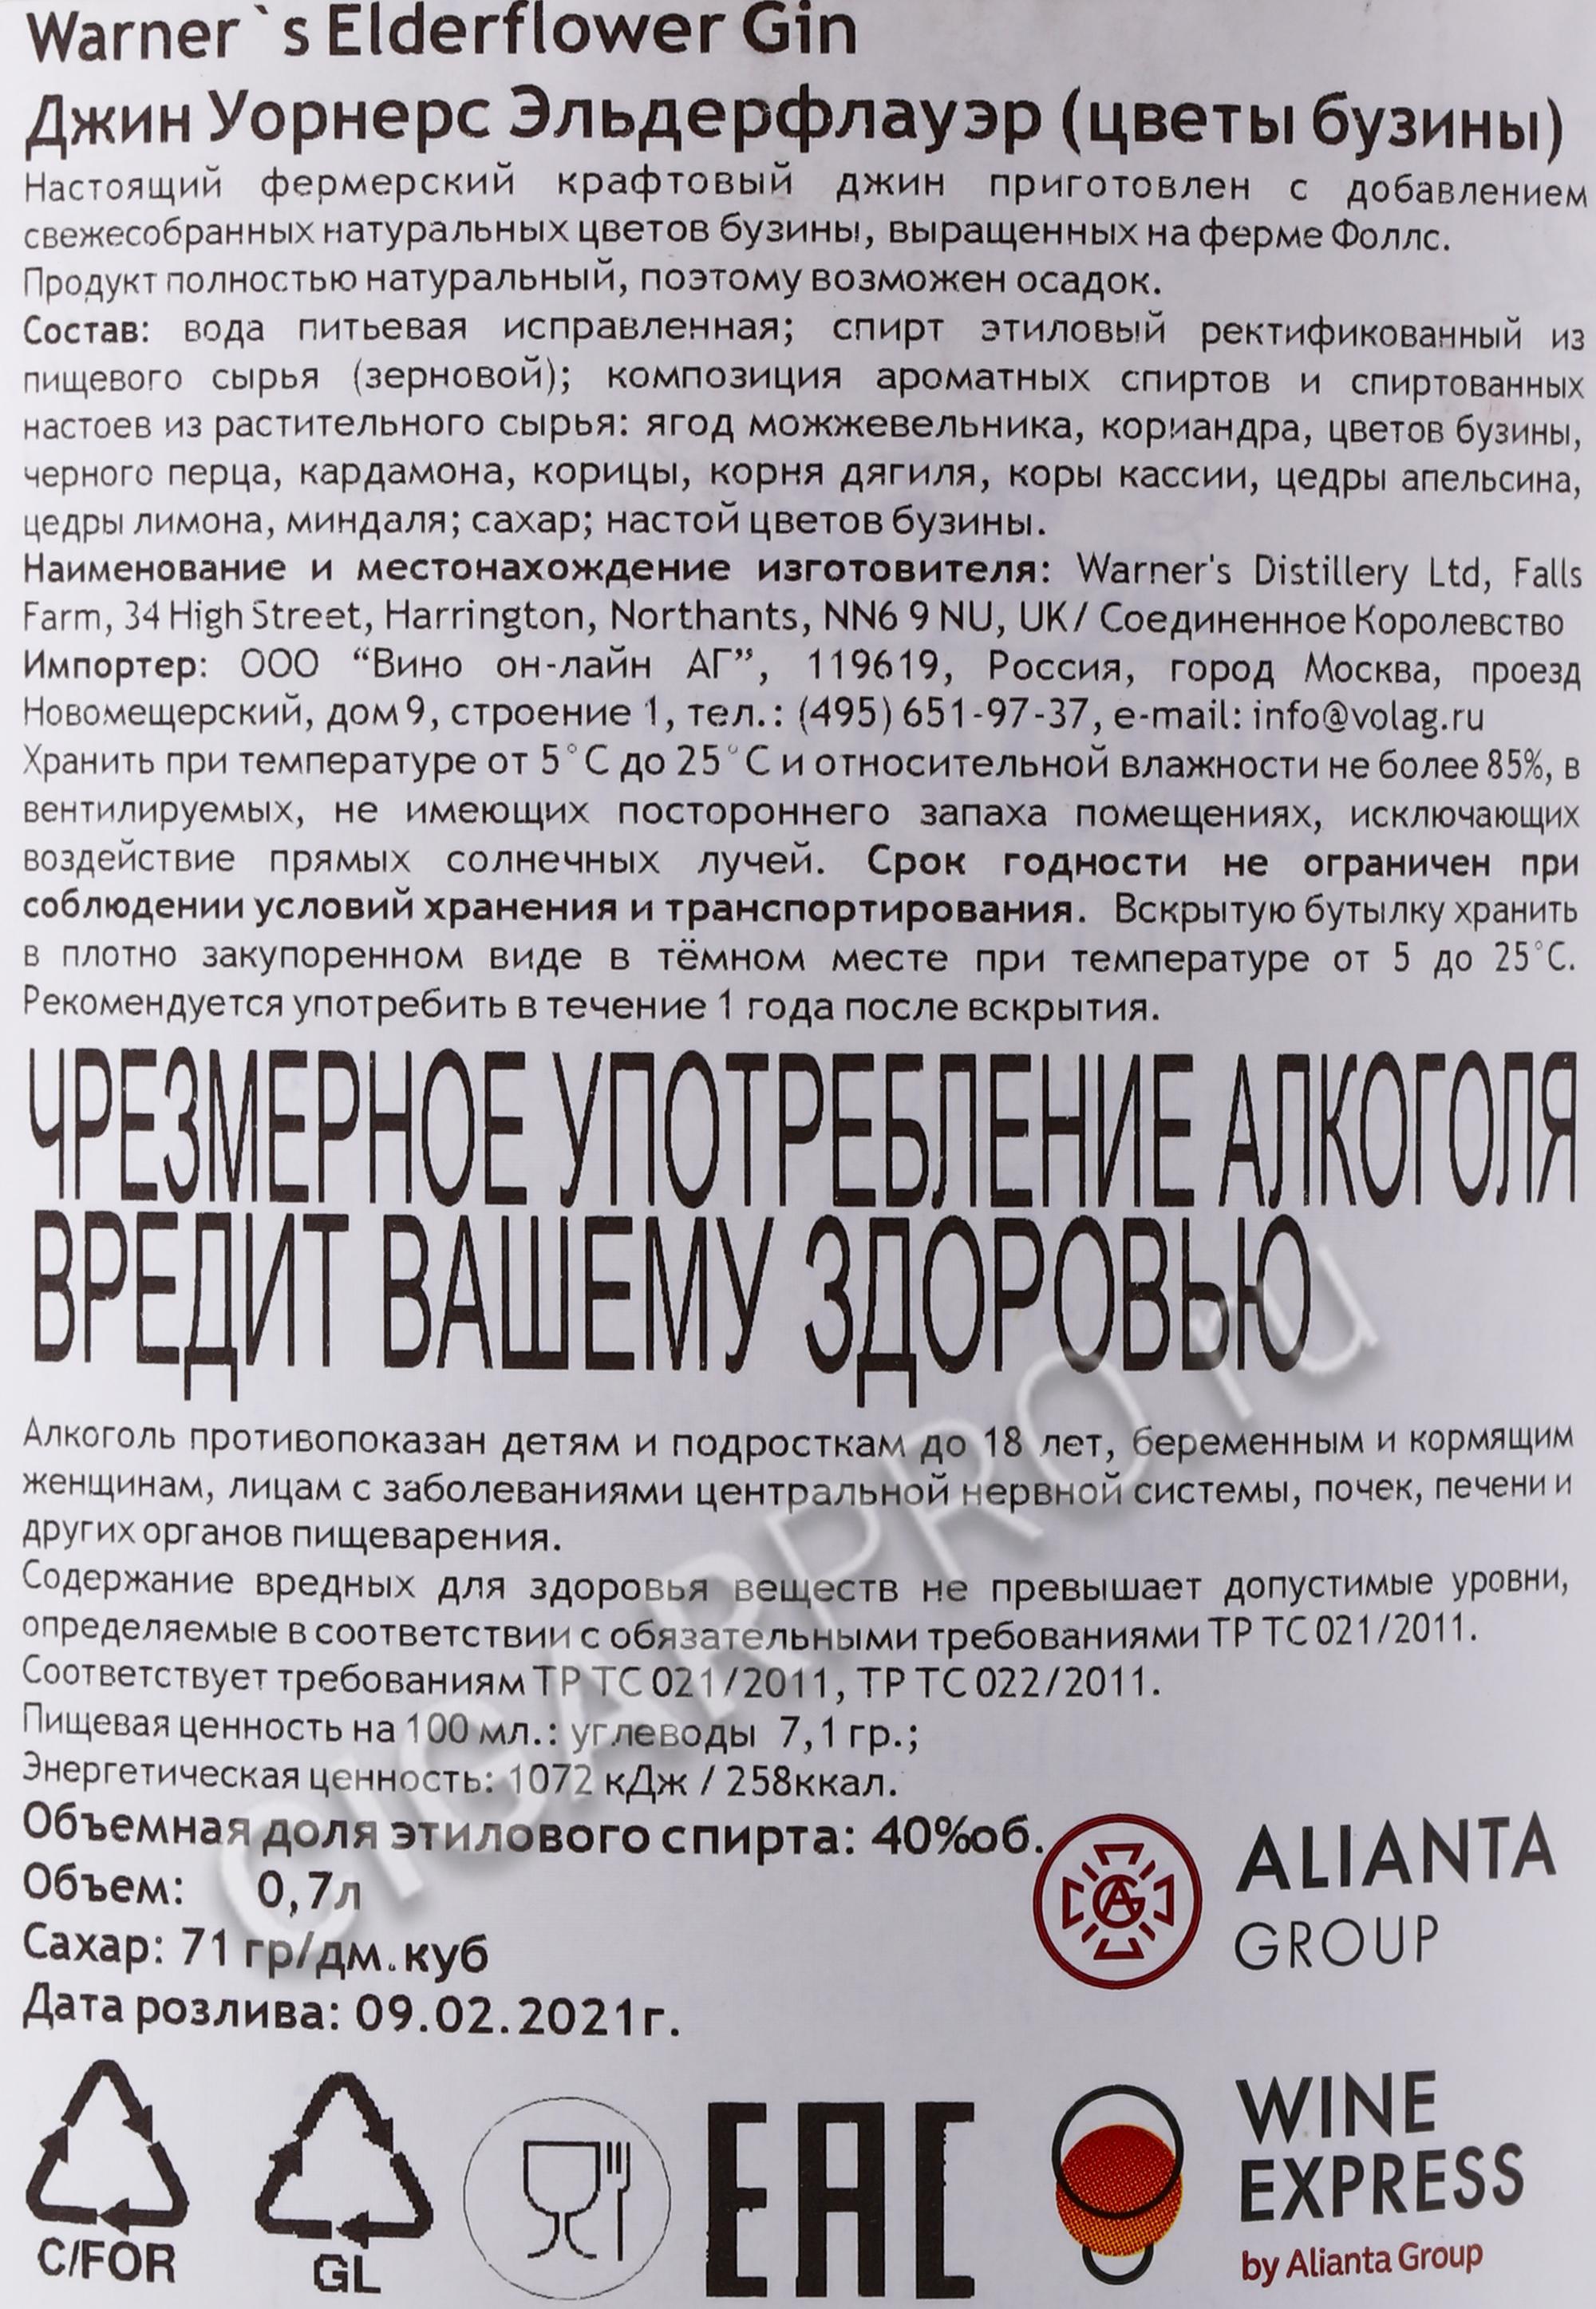 Warner`s Elderflower Gin
Джин Уорнерс Эльдерфлауэр (цветы бузины)
Настоящий фермерский крафтовый джин приготовлен с добавлением
свежесобранных натуральных цветов бузины, выращенных на ферме Фоллс.
Продукт полностью натуральный, поэтому возможен осадок.
Состав: вода питьевая исправленная; спирт этиловый ректификованный из
пищевого сырья (зерновой); композиция ароматных спиртов и спиртованных
настоев из растительного сырья: ягод можжевельника, кориандра, цветов бузины,
черного перца, кардамона, корицы, корня дягиля, коры кассии, цедры апельсина,
цедры лимона, миндаля; сахар; настой цветов бузины.
Наименование и местонахождение изготовителя: Warner's Distillery Ltd, Falls
Farm, 34 High Street, Harrington, Northants, NN6 9 NU, UK/ Соединенное Королевство
Импортер: ООО “Вино он-лайн АГ”, 119619, Россия, город Москва, проезд
Новомещерский, дом 9, строение 1, тел.: (495) 651-97-37, e-mail: info@volag.ru
Хранить при температуре от 5°С до 25°С и относительной влажности не более 85%, в
вентилируемых, не имеющих постороннего запаха помещениях, исключающих
воздействие прямых солнечных лучей. Срок годности не ограничен при
соблюдении условий хранения и транспортирования. Вскрытую бутылку хранить
в плотно закупоренном виде в тёмном месте при температуре от 5 до 25°С.
Рекомендуется употребить в течение 1 года после вскрытия.
ЧРЕЗМЕРНОЕ УПОТРЕБЛЕНИЕ АЛКОГОЛЯ
ВРЕДИТ ВАШЕМУ ЗДОРОВЬЮ
Алкоголь противопоказан детям и подросткам до 18 лет, беременным и кормящим
женщинам, лицам с заболеваниями центральной нервной системы, почек, печени и
других органов пищеварения.
Содержание вредных для здоровья веществ не превышает допустимые уровни,
определяемые в соответствии с обязательными требованиями ТР ТС 021/2011.
Соответствует требованиям ТР ТС 021/2011, ТР ТС 022/2011.
Пищевая ценность на 100 мл.: углеводы 7,1 гр.;
Энергетическая ценность: 1072 кДж / 258ккал.
Объемная доля этилового спирта: 40%об.
Объем: 0,7л
Сахар: 71 гр/дм.куб
Дата розлива: 09.02.2021г.
ALIANTA
GROUP
C/FOR
GL
EAC
WINE
EXPRESS
by Alianta Group
CIGARPRO.ru